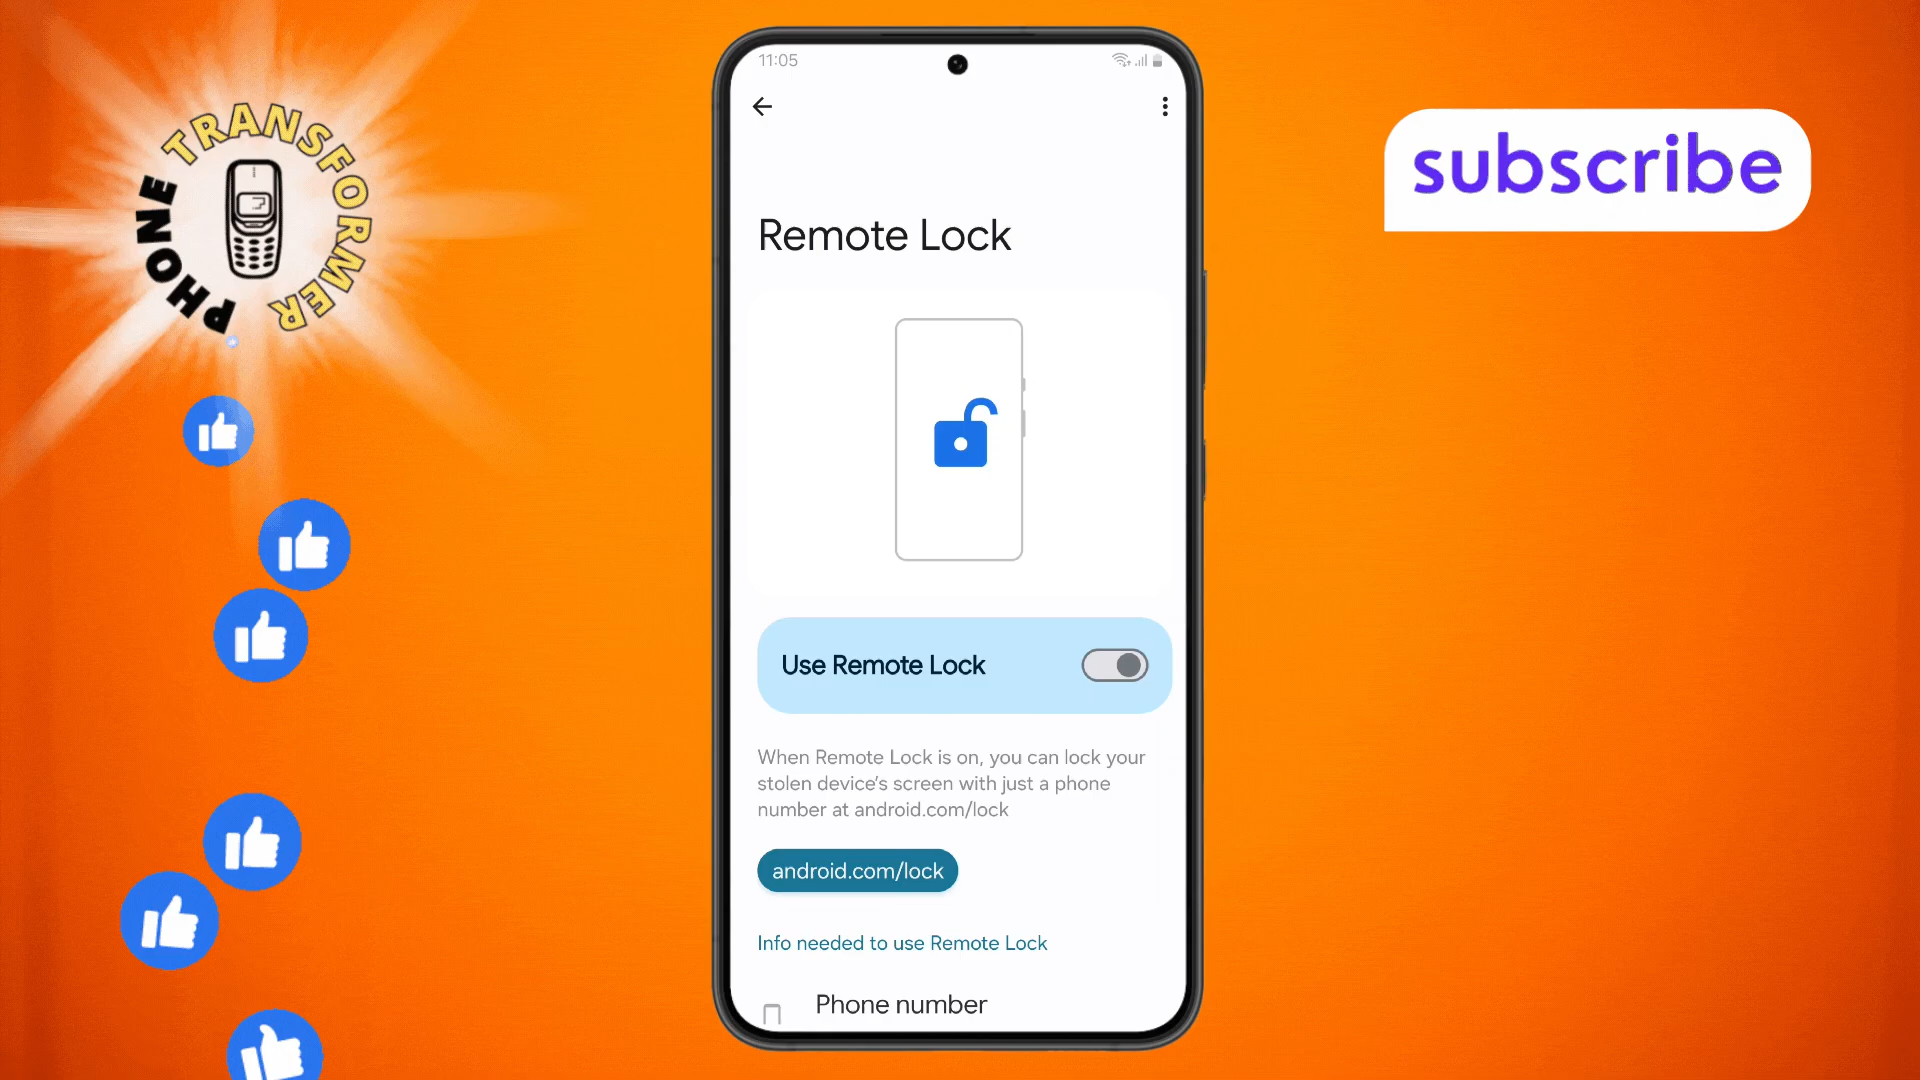 PHONE TRANSFORMER
subscribe
11:05
Remote Lock
Use Remote Lock
When Remote Lock is on, you can lock your
stolen device's screen with just a phone
number at android.com/lock
android.com/lock
Info needed to use Remote Lock
Phone number